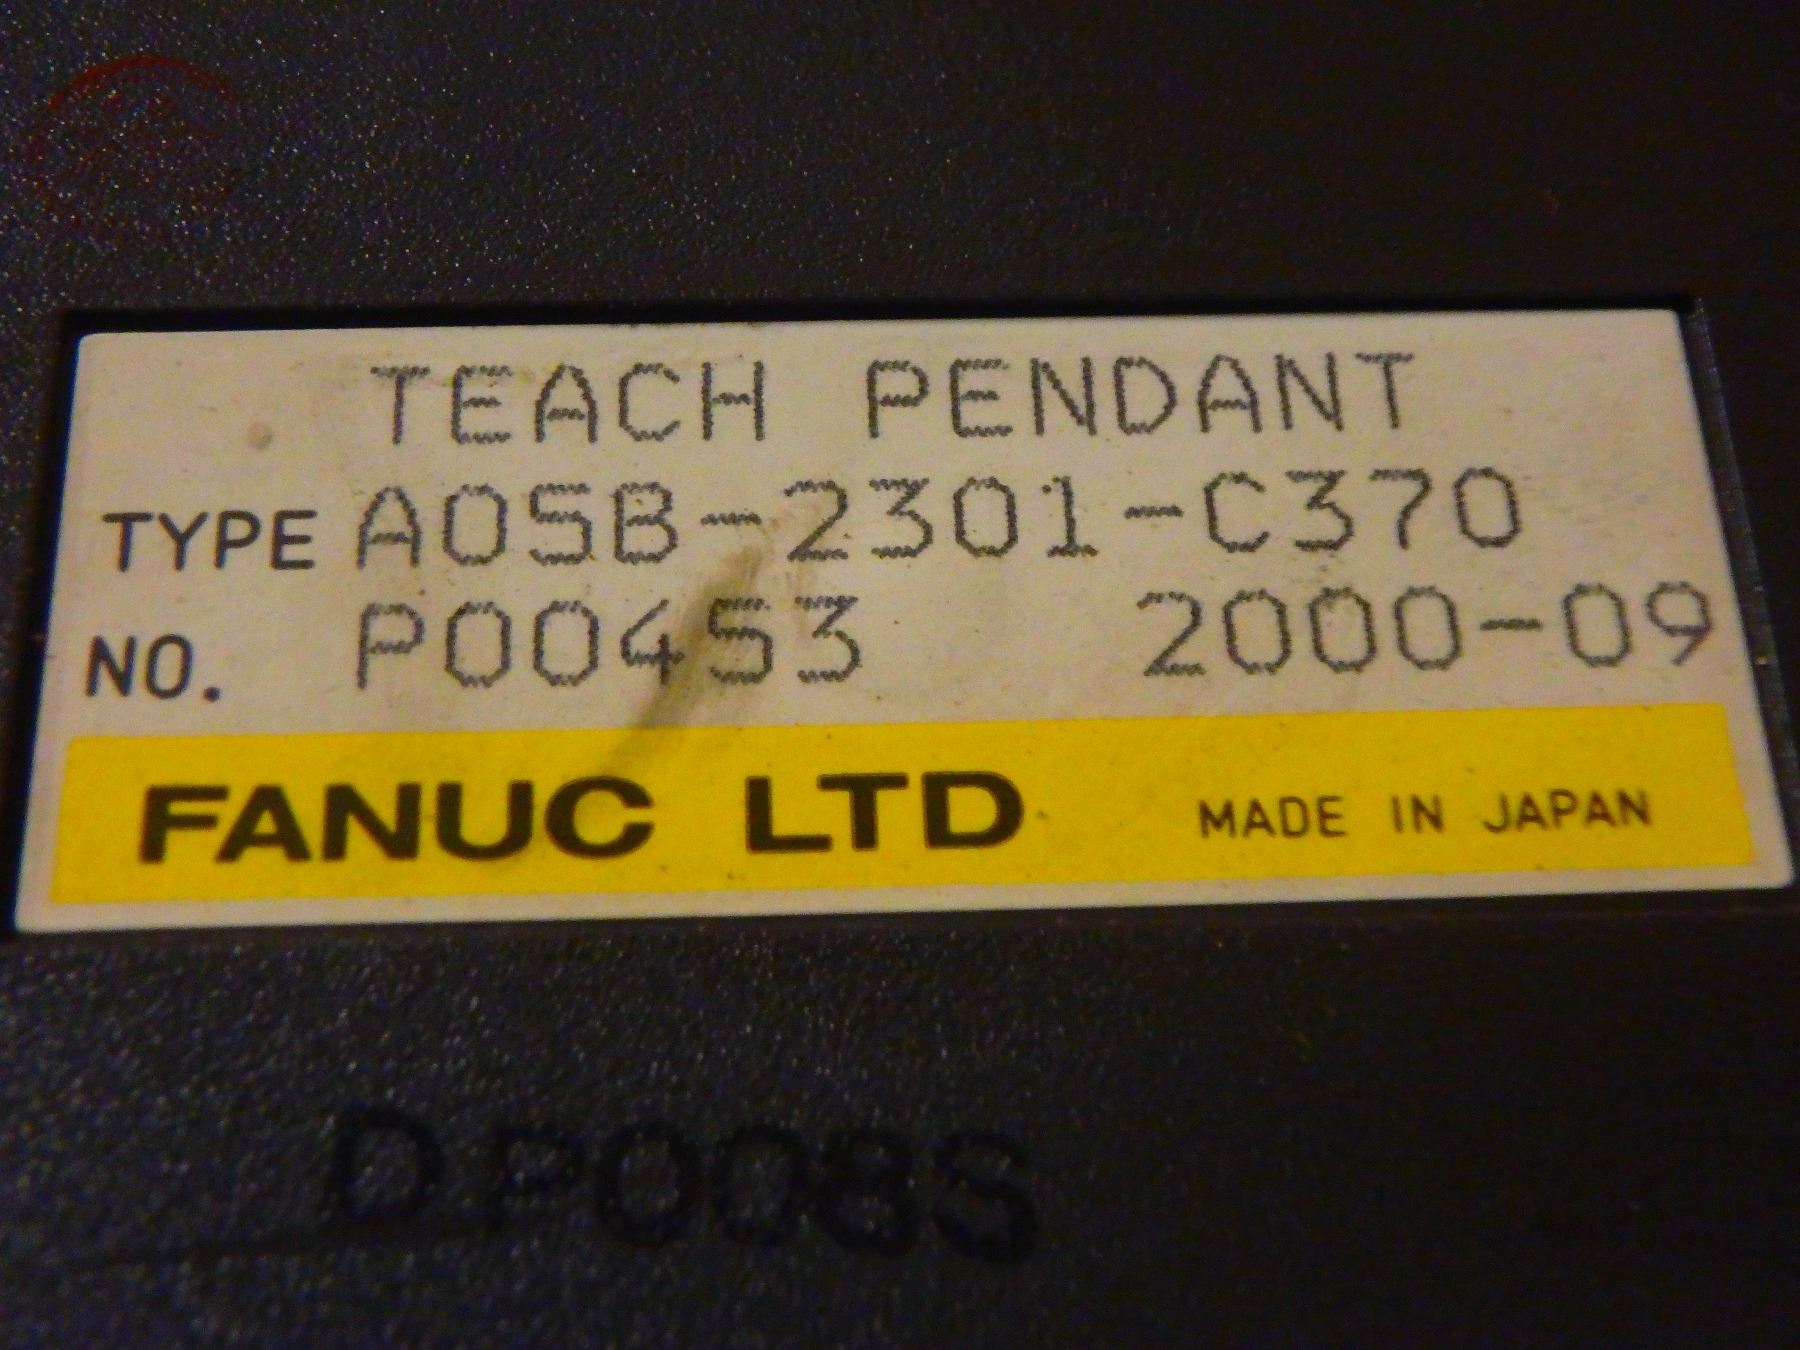 TEACH PENDANT
TYPE A05B-2301-C370
NO. P00453 2000-09
FANUC LTD MADE IN JAPAN